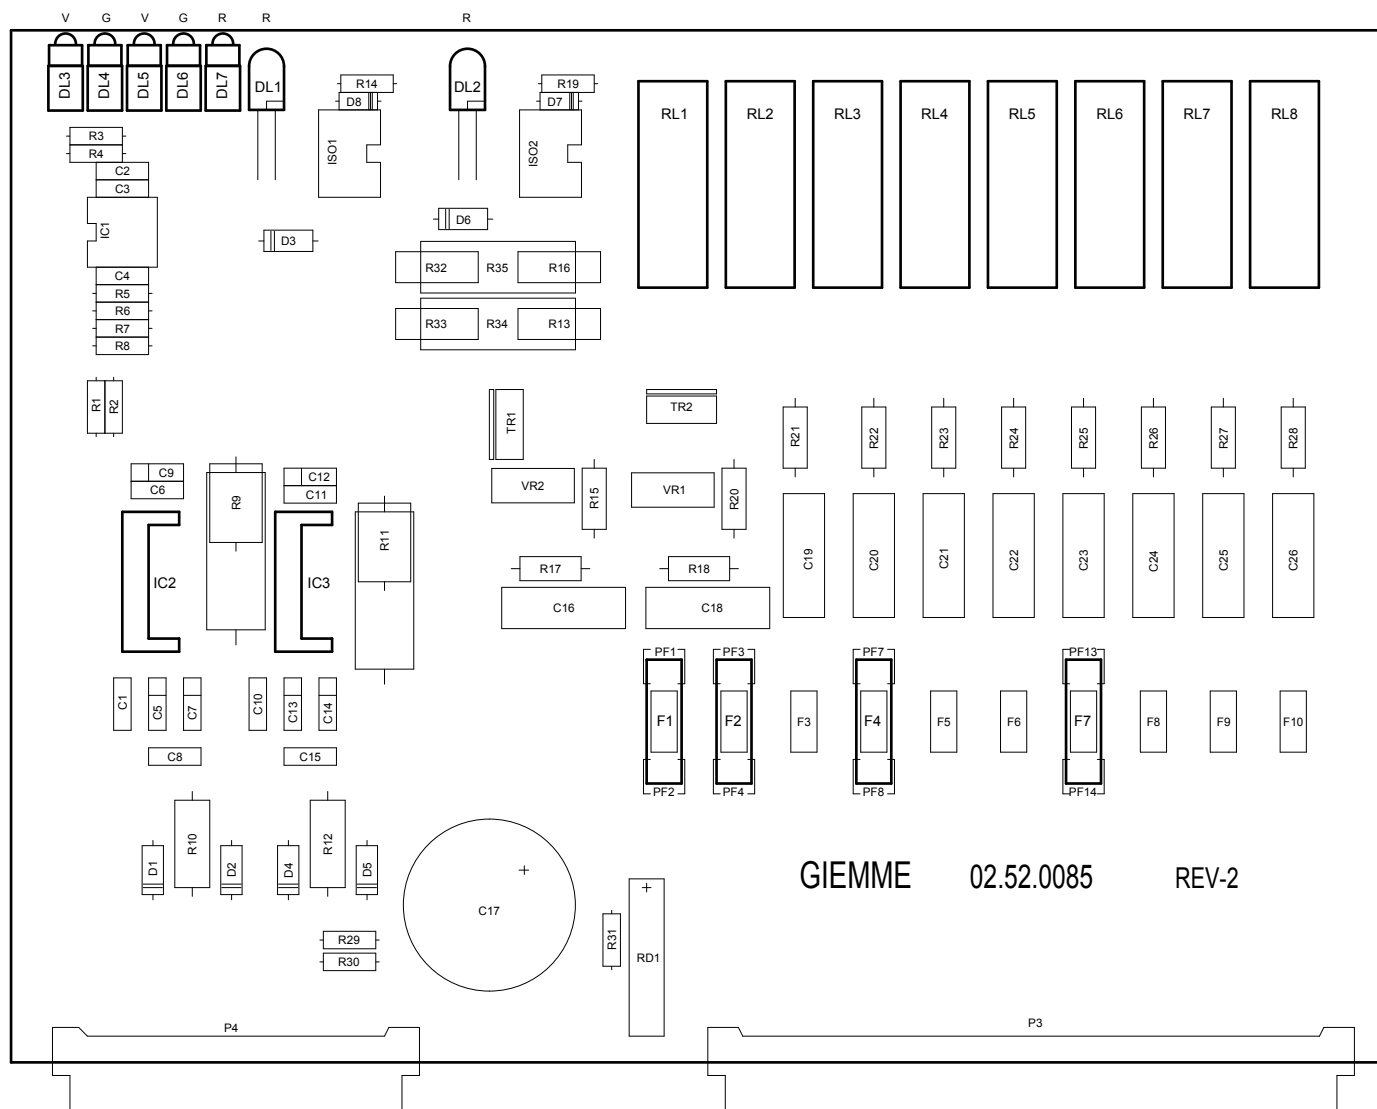 V G V G R R R
DL3 DL4 DL5 DL6 DL7 DL1 DL2
R14 R19
D8 D7
RL1 RL2 RL3 RL4 RL5 RL6 RL7 RL8
R3
R4
ISO1 ISO2
C2
C3
IC1
D6
D3
C4
R5
R6
R7
R8
R32 R35 R16
R33 R34 R13
R1 R2
TR1 TR2
R21 R22 R23 R24 R25 R26 R27 R28
C9 C12
C6 C11
R9 R11
VR2 R15 VR1 R20
IC2 IC3
R17 R18
C16 C18
C19 C20 C21 C22 C23 C24 C25 C26
PF1 PF3 PF7 PF13
C1 C5 C7 C10 C13 C14
F1 F2 F3 F4 F5 F6 F7 F8 F9 F10
C8 C15
PF2 PF4 PF8 PF14
R10 R12
D1 D2 D4 D5
+
C17
+
GIEMME 02.52.0085 REV-2
R29
R30
R31
RD1
P4 P3